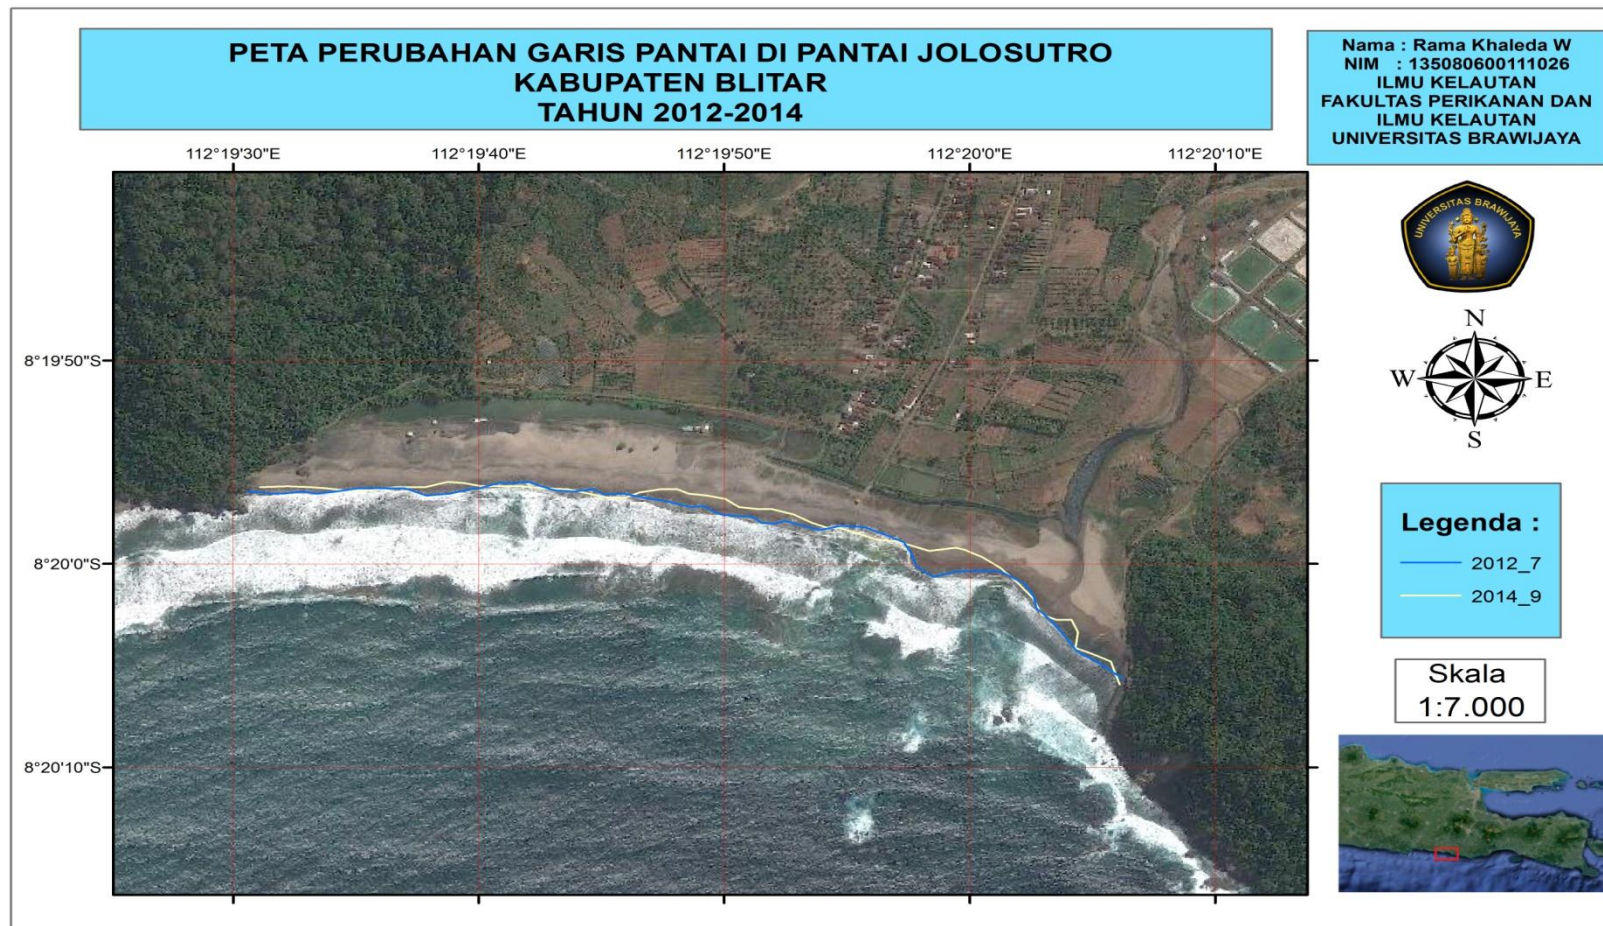 PETA PERUBAHAN GARIS PANTAI DI PANTAI JOLOSUTRO
KABUPATEN BLITAR
TAHUN 2012-2014
Nama : Rama Khaleda W
NIM : 135080600111026
ILMU KELAUTAN
FAKULTAS PERIKANAN DAN
ILMU KELAUTAN
UNIVERSITAS BRAWIJAYA
112°19'30"E
112°19'40"E
112°19'50"E
112°20'0"E
112°20'10"E
UNIVERSITAS BRAWIJAYA
N
W
E
S
8°19'50"S
8°20'0"S
8°20'10"S
Legenda :
2012_7
2014_9
Skala
1:7.000